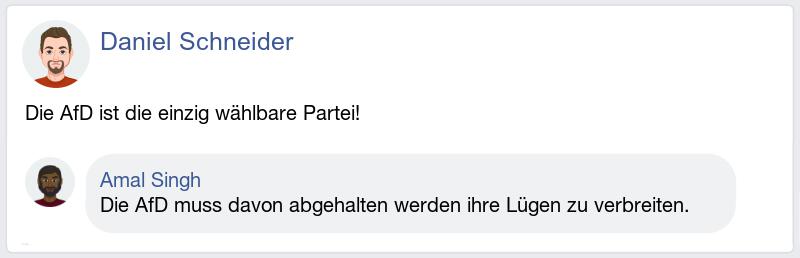 Daniel Schneider
Die AfD ist die einzig wählbare Partei!
Amal Singh
Die AfD muss davon abgehalten werden ihre Lügen zu verbreiten.